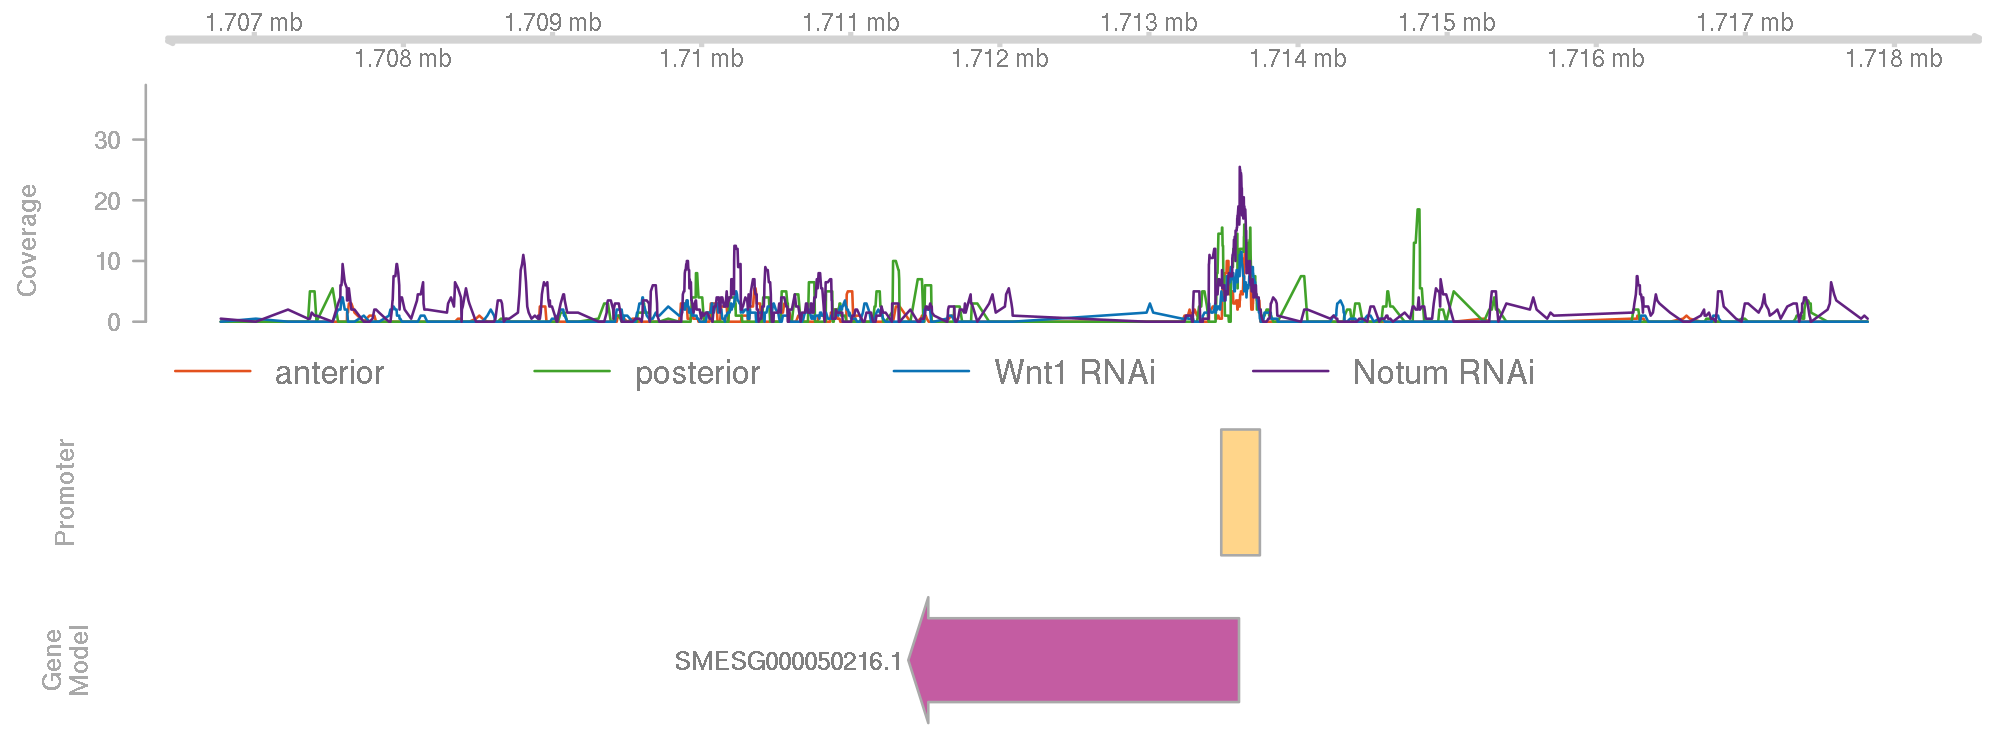 1.707 mb 1.709 mb 1.711 mb 1.713 mb 1.715 mb 1.717 mb
1.708 mb 1.71 mb 1.712 mb 1.714 mb 1.716 mb 1.718 mb
Coverage
30
20
10
0
anterior posterior Wnt1 RNAi Notum RNAi
Promoter
Gene
Model
SMESG000050216.1